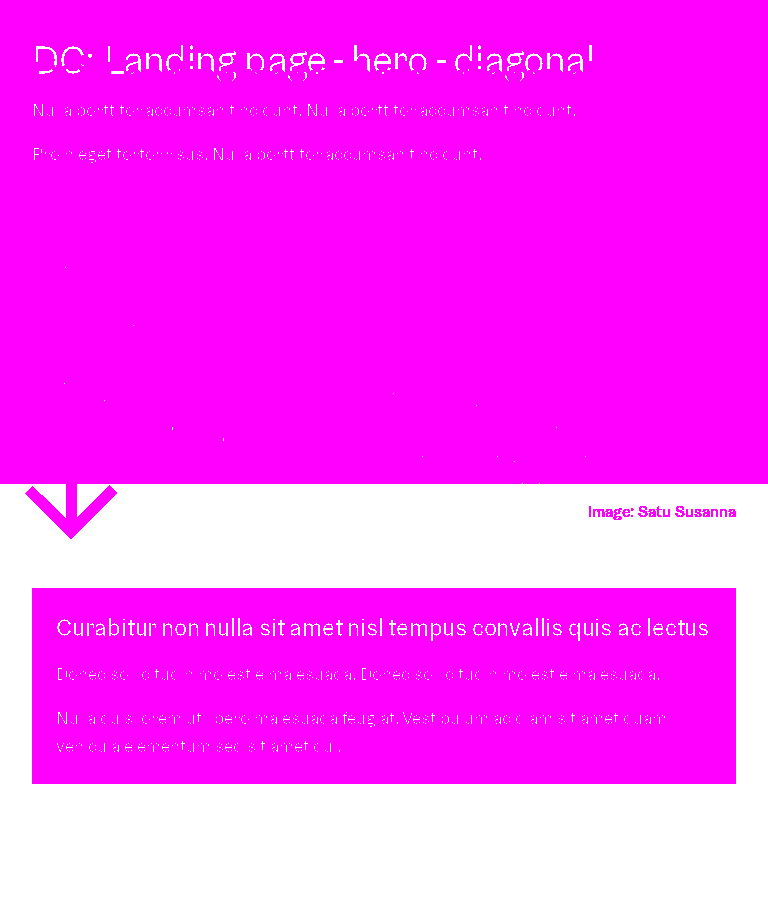 DC: Landing page - hero - diagonal
Nulla porttitor accumsan tincidunt. Nulla porttitor accumsan tincidunt.
Proin eget tortor risus. Nulla porttitor accumsan tincidunt.
Image: Satu Susanna
Curabitur non nulla sit amet nisl tempus convallis quis ac lectus
Donec sollicitudin molestie malesuada. Donec sollicitudin molestie malesuada.
Nulla quis lorem ut libero malesuada feugiat. Vestibulum ac diam sit amet quam
vehicula elementum sed sit amet dui.